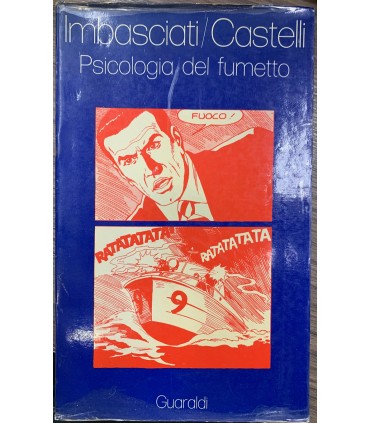 Imbasciati/Castelli
Psicologia del fumetto
FUOCO!
RATATATATA
RATATATATA
9
Guaraldi